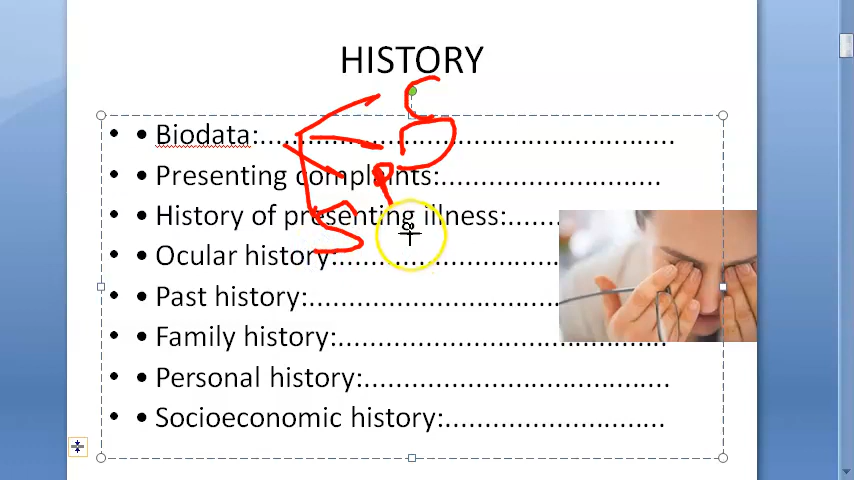 HISTORY
• • Biodata:....................................................
• • Presenting complaints:...........................
• • History of presenting illness:.......
• • Ocular history:...........................
• • Past history:..............................
• • Family history:........................................
• • Personal history:.....................................
• • Socioeconomic history:...........................